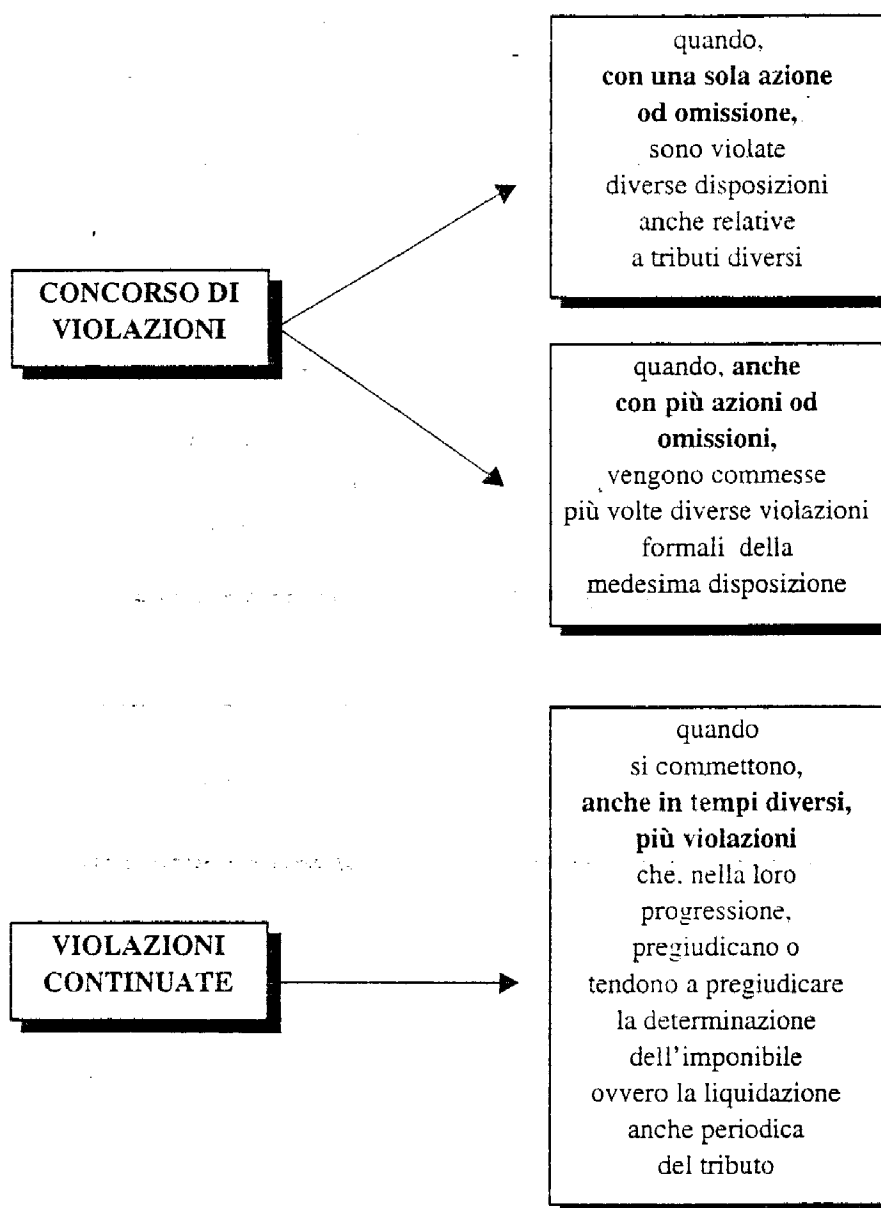 quando,
con una sola azione
od omissione,
sono violate
diverse disposizioni
anche relative
a tributi diversi
CONCORSO DI
VIOLAZIONI
quando, anche
con più azioni od
omissioni,
vengono commesse
più volte diverse violazioni
formali della
medesima disposizione
quando
si commettono,
anche in tempi diversi,
più violazioni
che, nella loro
progressione,
pregiudicano o
tendono a pregiudicare
la determinazione
dell'imponibile
ovvero la liquidazione
anche periodica
del tributo
VIOLAZIONI
CONTINUATE